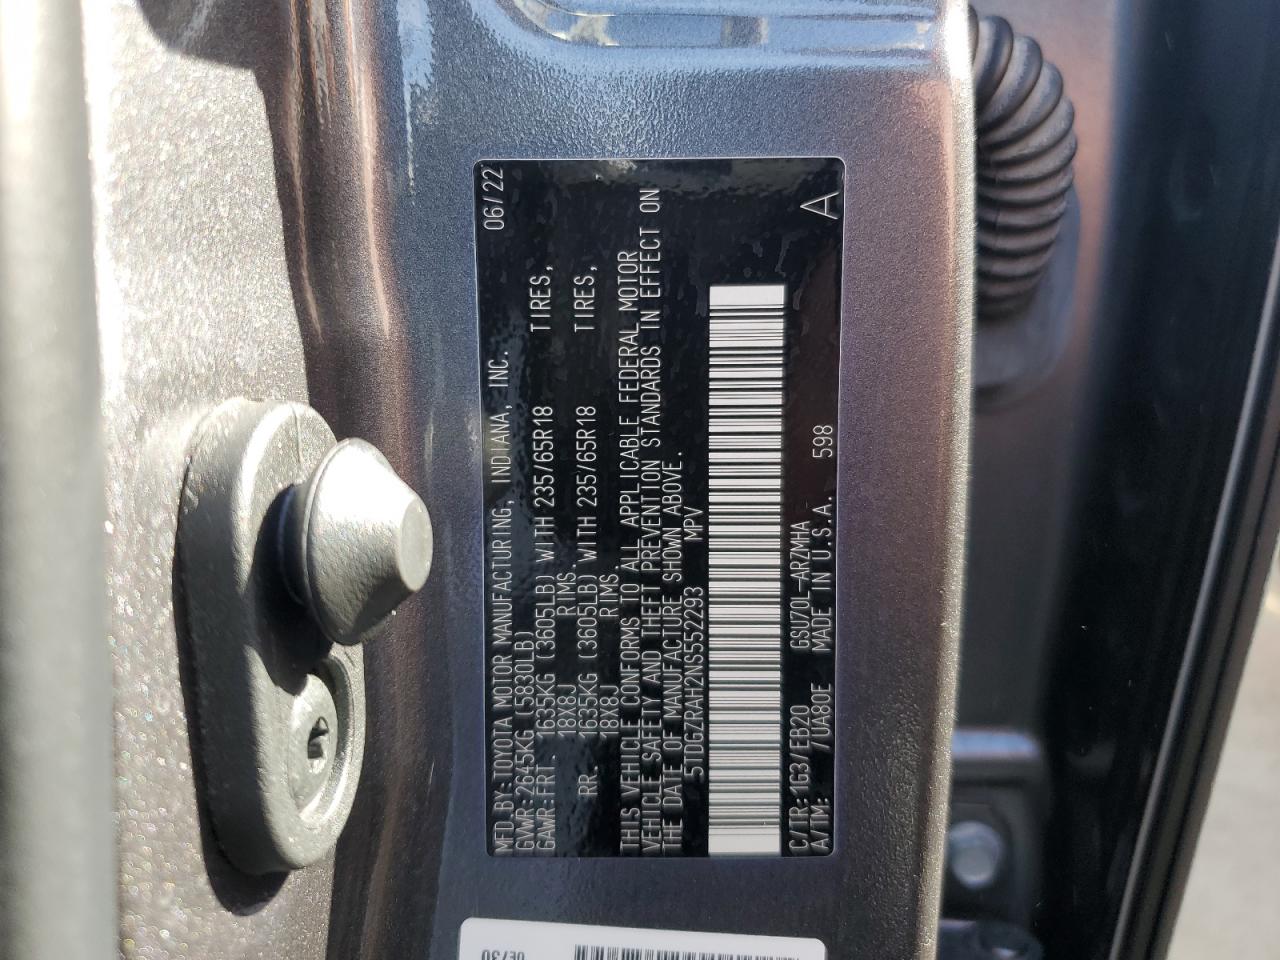 MFD.BY:TOYOTA MOTOR MANUFACTURING, INDIANA, INC. 06/22
GVWR:2645KG (5830LB)
GAWR:FRT. 1635KG (3605LB) WITH 235/65R18 TIRES,
18X8J RIMS.
RR. 1635KG (3605LB) WITH 235/65R18 TIRES,
18X8J RIMS.
THIS VEHICLE CONFORMS TO ALL APPLICABLE FEDERAL MOTOR
VEHICLE SAFETY AND THEFT PREVENTION STANDARDS IN EFFECT ON
THE DATE OF MANUFACTURE SHOWN ABOVE.
5TDGZRAH2NS552293 MPV
C/TR:1G3/EB20 GSU70L-ARZMHA
A/TM: -/UA80E MADE IN U.S.A. 598 A
0E730